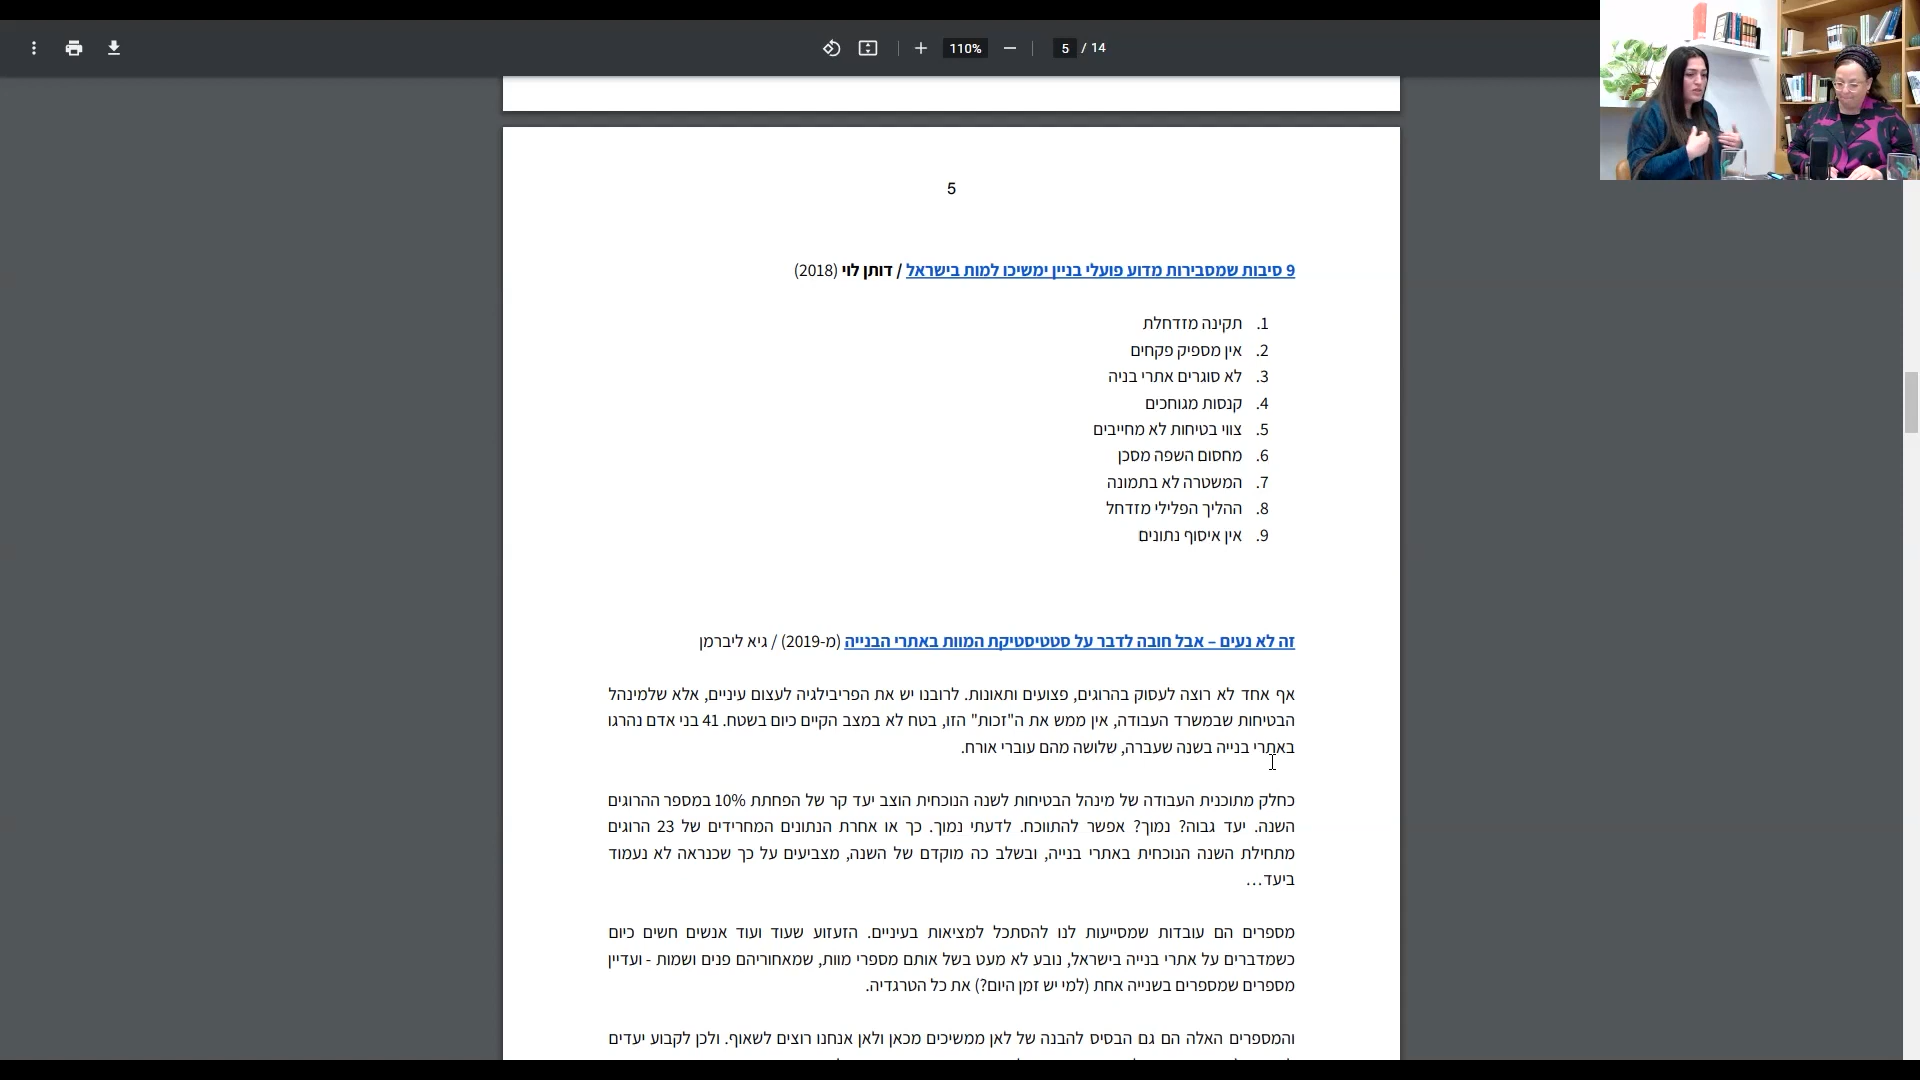 110%
5 / 14
5
9 סיבות שמסבירות מדוע פועלי בניין ימשיכו למות בישראל / דותן לוי (2018)
1. תקינה מזדחלת
2. אין מספיק פקחים
3. לא סוגרים אתרי בניה
4. קנסות מגוחכים
5. צווי בטיחות לא מחייבים
6. מחסום השפה מסכן
7. המשטרה לא בתמונה
8. ההליך הפלילי מזדחל
9. אין איסוף נתונים
זה לא נעים – אבל חובה לדבר על סטטיסטיקת המוות באתרי הבנייה (מ-2019) / גיא ליברמן
אף אחד לא רוצה לעסוק בהרוגים, פצועים ותאונות. לרובנו יש את הפריבילגיה לעצום עיניים, אלא שלמינהל
הבטיחות שבמשרד העבודה, אין ממש את ה"זכות" הזו, בטח לא במצב הקיים כיום בשטח. 41 בני אדם נהרגו
באתרי בנייה בשנה שעברה, שלושה מהם עוברי אורח.
כחלק מתוכנית העבודה של מינהל הבטיחות לשנה הנוכחית הוצב יעד קר של הפחתת 10% במספר ההרוגים
השנה. יעד גבוה? נמוך? אפשר להתווכח. לדעתי נמוך. כך או אחרת הנתונים המחרידים של 23 הרוגים
מתחילת השנה הנוכחית באתרי בנייה, ובשלב כה מוקדם של השנה, מצביעים על כך שכנראה לא נעמוד
ביעד...
מספרים הם עובדות שמסייעות לנו להסתכל למציאות בעיניים. הזעזוע שעוד ועוד אנשים חשים כיום
כשמדברים על אתרי בנייה בישראל, נובע לא מעט בשל אותם מספרי מוות, שמאחוריהם פנים ושמות - ועדיין
מספרים שמספרים בשנייה אחת (למי יש זמן היום?) את כל הטרגדיה.
והמספרים האלה הם גם הבסיס להבנה של לאן ממשיכים מכאן ולאן אנחנו רוצים לשאוף. ולכן לקבוע יעדים